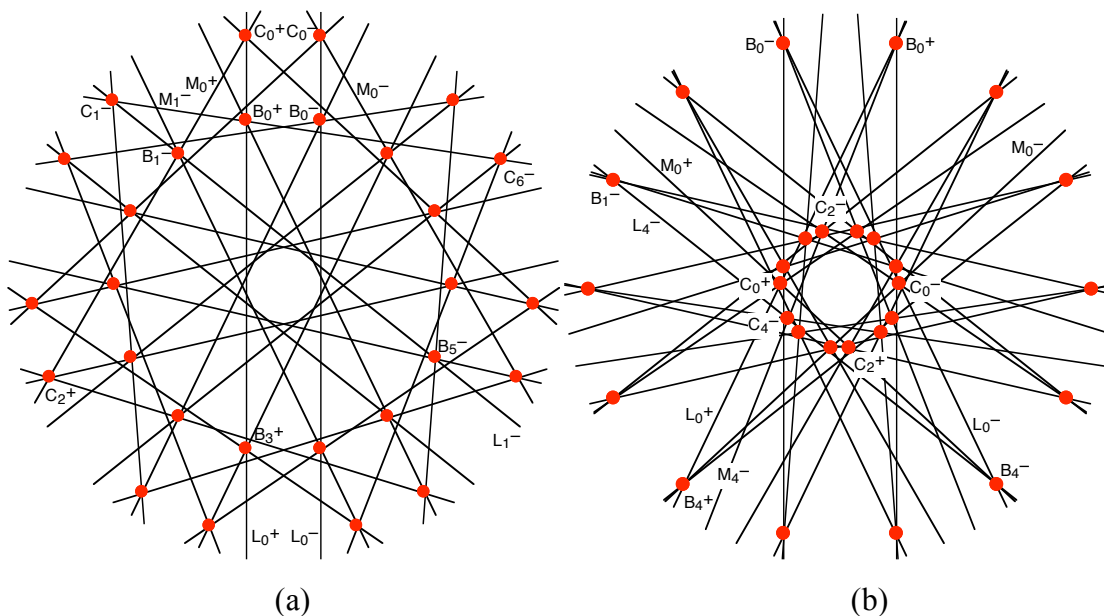 C₀⁺ C₀⁻
M₁⁻ M₀⁺ M₀⁻
C₁⁻ B₀⁺ B₀⁻
B₁⁻ C₆⁻
B₅⁻
C₂⁺
B₃⁺ L₁⁻
L₀⁺ L₀⁻
(a)
B₀⁻ B₀⁺
M₀⁺ M₀⁻
B₁⁻ C₂⁻
L₄⁻
C₀⁺ C₀⁻
C₄⁻
C₂⁺
L₀⁺ L₀⁻
M₄⁻ B₄⁻
B₄⁺
(b)